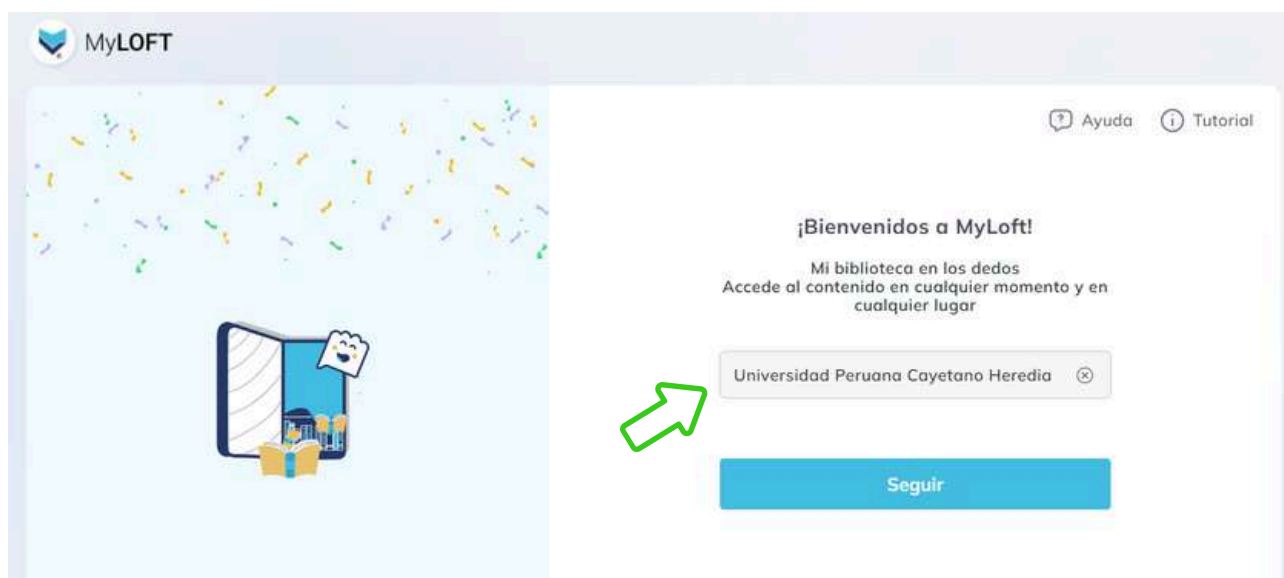 MyLOFT
Ayuda
Tutorial
¡Bienvenidos a MyLoft!
Mi biblioteca en los dedos
Accede al contenido en cualquier momento y en
cualquier lugar
Universidad Peruana Cayetano Heredia
Seguir